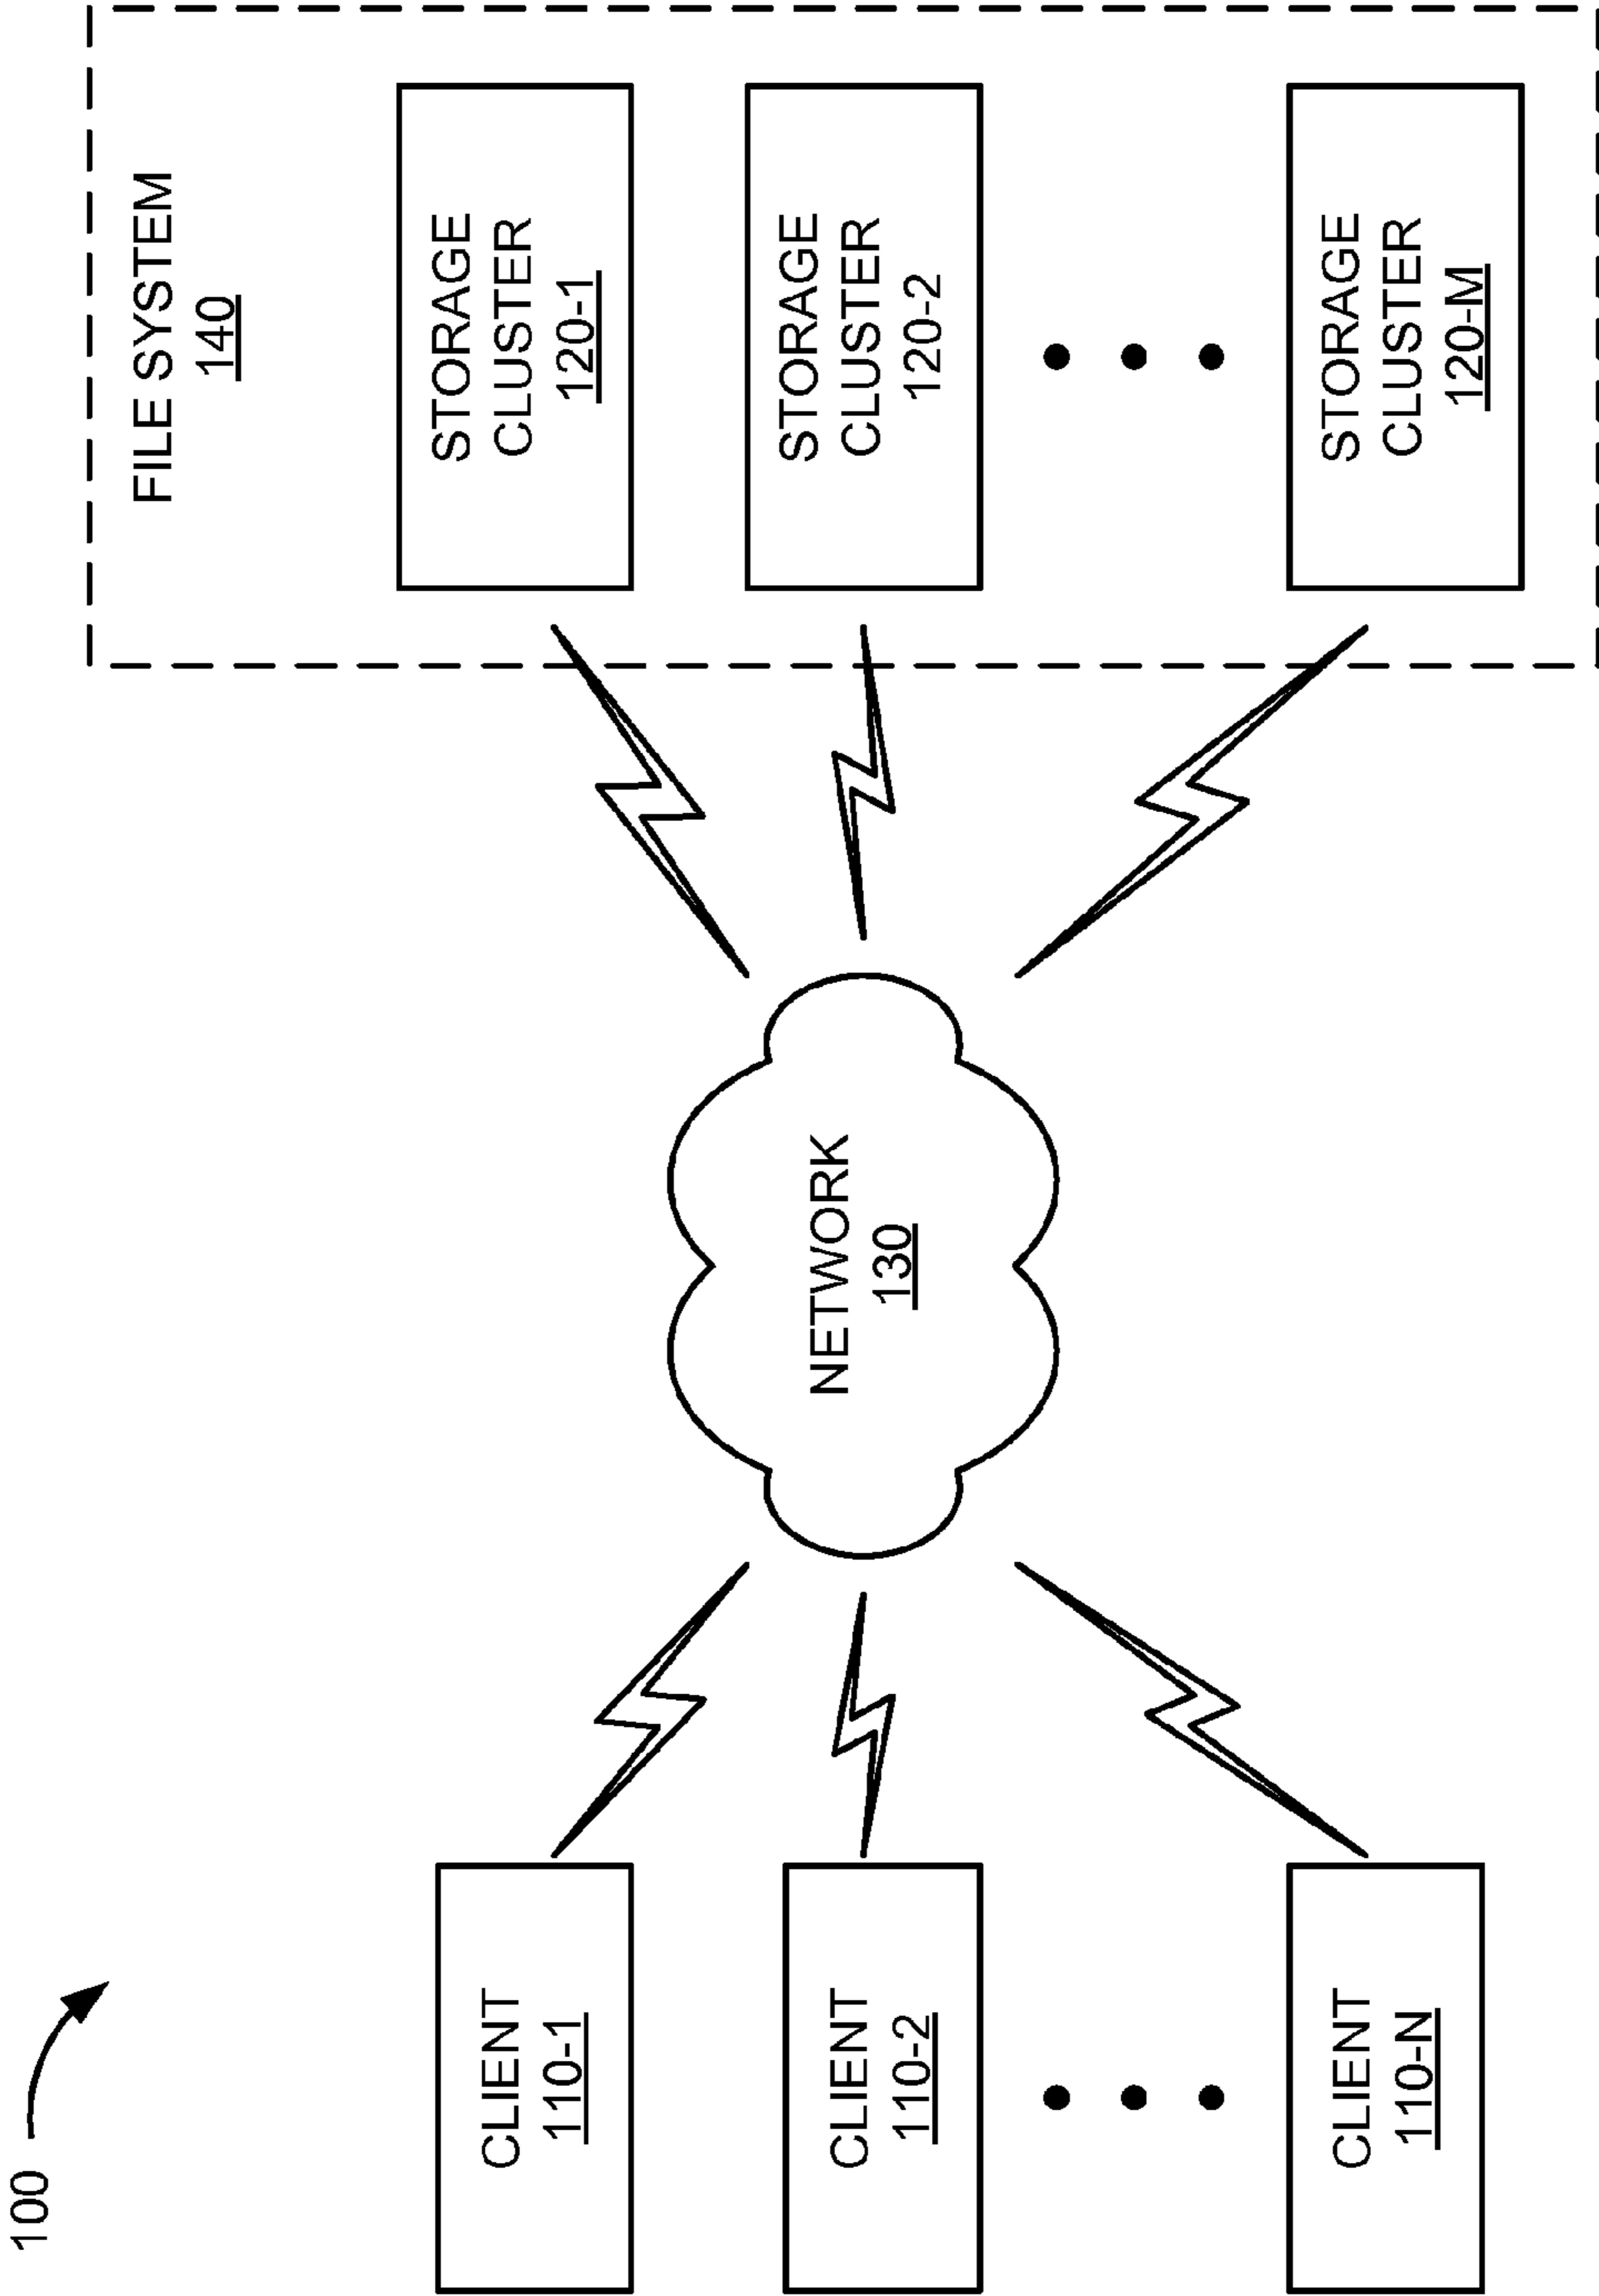 100
FILE SYSTEM
140
CLIENT
110-1
STORAGE
CLUSTER
120-1
CLIENT
110-2
NETWORK
130
STORAGE
CLUSTER
120-2
CLIENT
110-N
STORAGE
CLUSTER
120-M